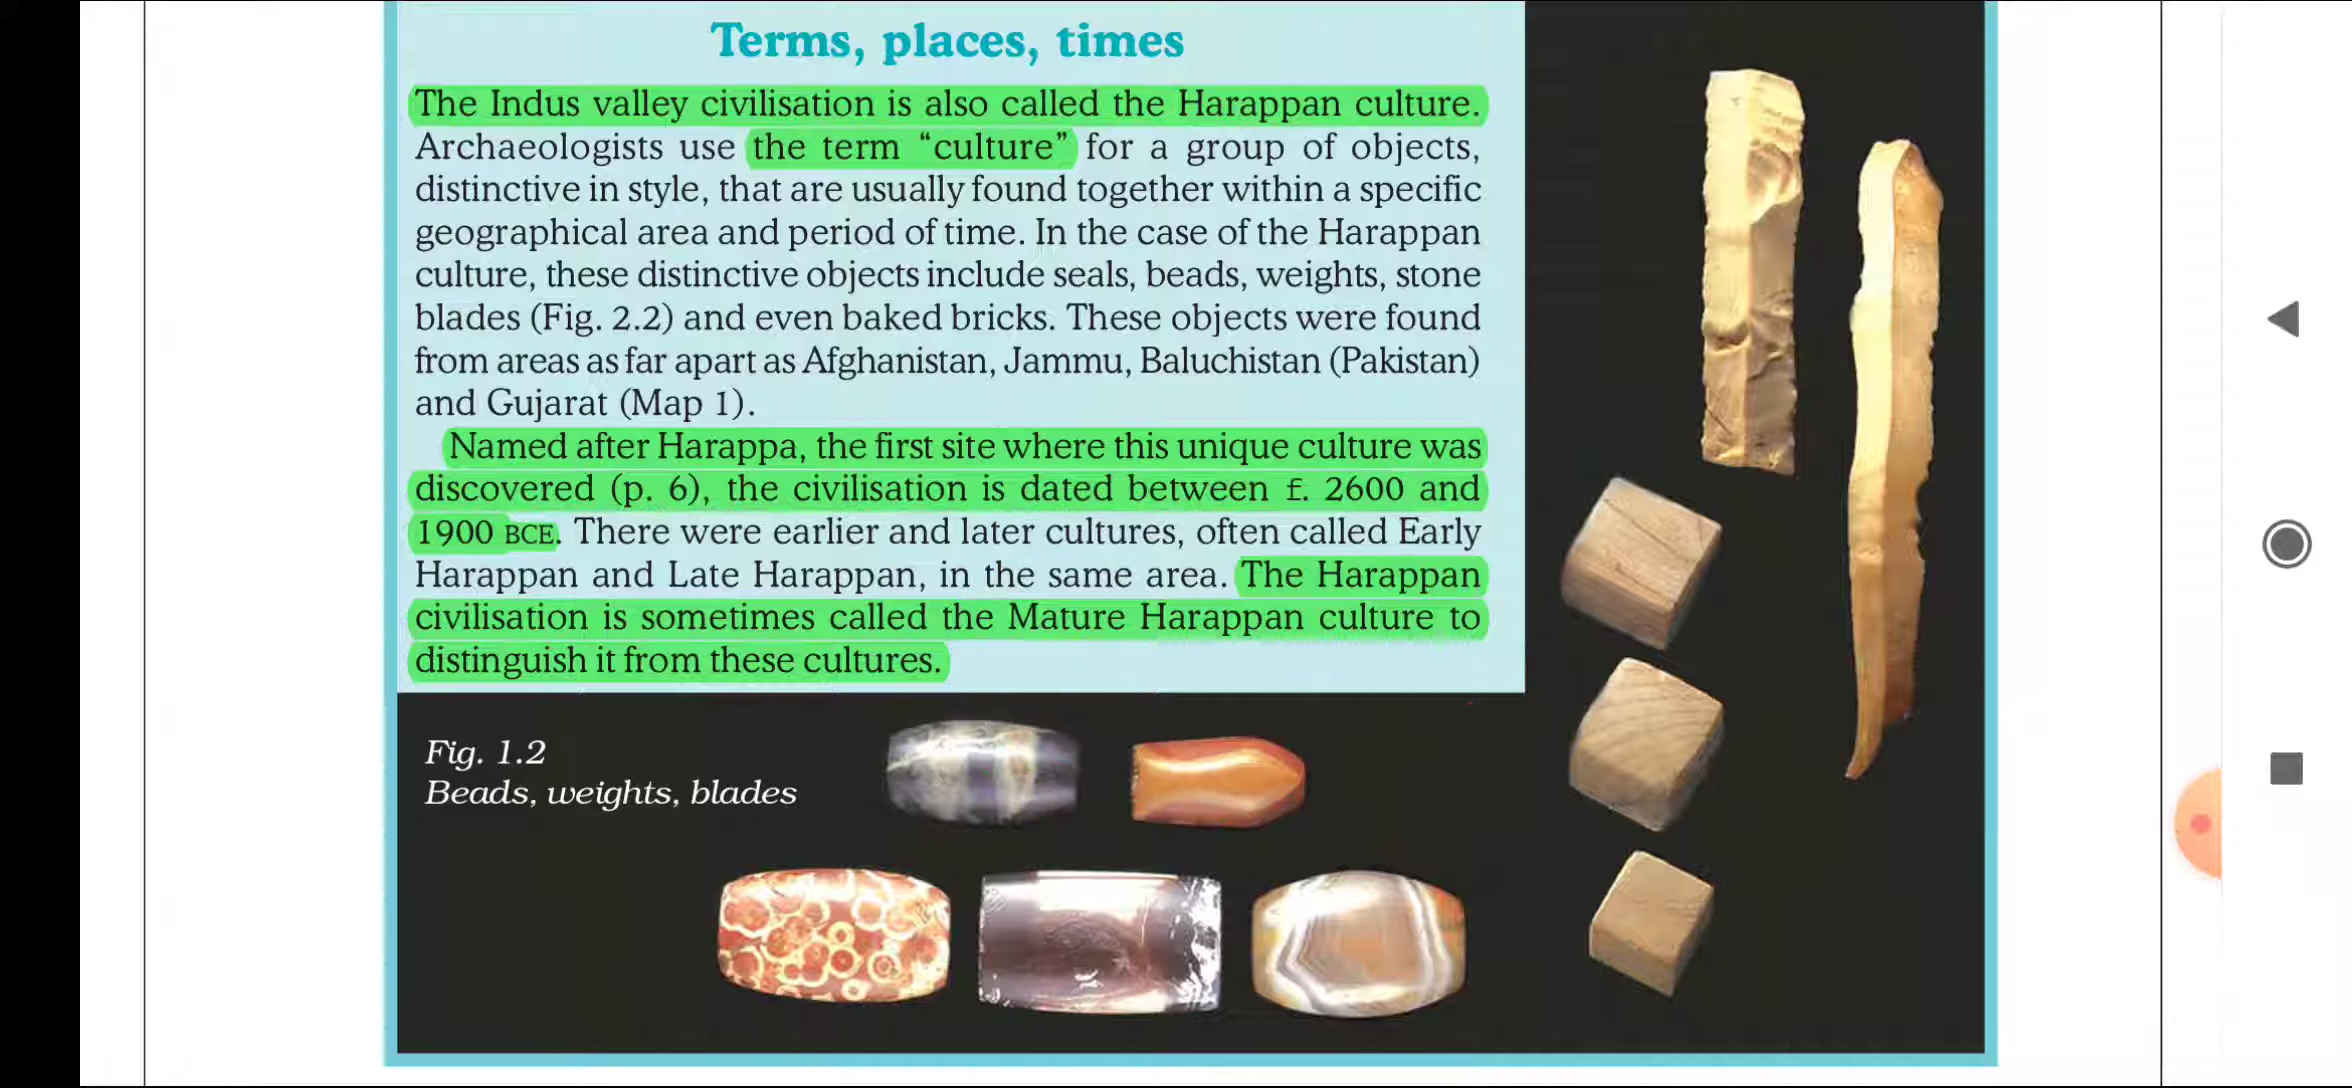 Terms, places, times
The Indus valley civilisation is also called the Harappan culture.
Archaeologists use the term “culture” for a group of objects,
distinctive in style, that are usually found together within a specific
geographical area and period of time. In the case of the Harappan
culture, these distinctive objects include seals, beads, weights, stone
blades (Fig. 2.2) and even baked bricks. These objects were found
from areas as far apart as Afghanistan, Jammu, Baluchistan (Pakistan)
and Gujarat (Map 1).
Named after Harappa, the first site where this unique culture was
discovered (p. 6), the civilisation is dated between £. 2600 and
1900 BCE. There were earlier and later cultures, often called Early
Harappan and Late Harappan, in the same area. The Harappan
civilisation is sometimes called the Mature Harappan culture to
distinguish it from these cultures.
Fig. 1.2
Beads, weights, blades